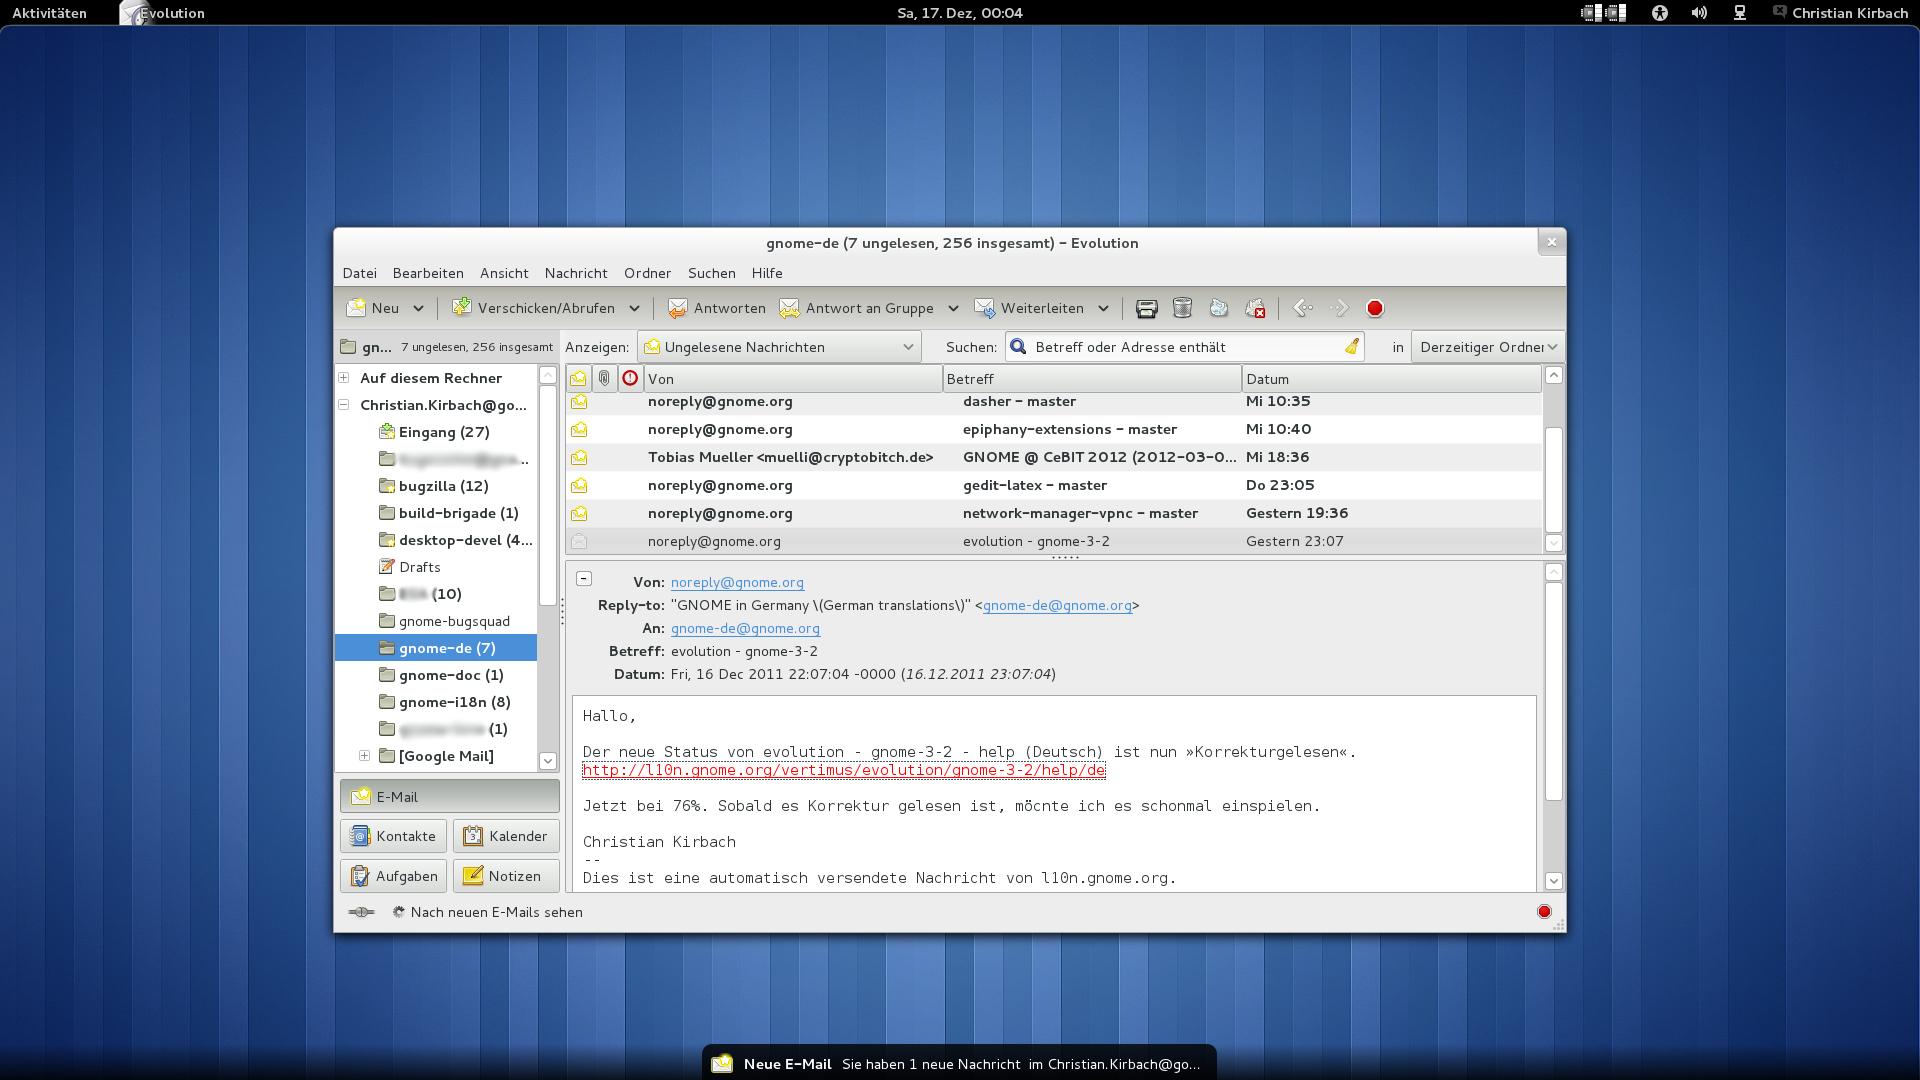 Aktivitäten Evolution Sa, 17. Dez, 00:04 Christian Kirbach
gnome-de (7 ungelesen, 256 insgesamt) - Evolution
Datei Bearbeiten Ansicht Nachricht Ordner Suchen Hilfe
Neu Verschicken/Abrufen Antworten Antwort an Gruppe Weiterleiten
gn... 7 ungelesen, 256 insgesamt Anzeigen: Ungelesene Nachrichten Suchen: Betreff oder Adresse enthält in Derzeitiger Ordner
Auf diesem Rechner
Christian.Kirbach@go...
Eingang (27)
...
bugzilla (12)
build-brigade (1)
desktop-devel (4...
Drafts
(10)
gnome-bugsquad
gnome-de (7)
gnome-doc (1)
gnome-i18n (8)
(1)
[Google Mail]
E-Mail
Kontakte Kalender
Aufgaben Notizen
Von Betreff Datum
noreply@gnome.org dasher - master Mi 10:35
noreply@gnome.org epiphany-extensions - master Mi 10:40
Tobias Mueller <muelli@cryptobitch.de> GNOME @ CeBIT 2012 (2012-03-0... Mi 18:36
noreply@gnome.org gedit-latex - master Do 23:05
noreply@gnome.org network-manager-vpnc - master Gestern 19:36
noreply@gnome.org evolution - gnome-3-2 Gestern 23:07
Von: noreply@gnome.org
Reply-to: "GNOME in Germany \(German translations\)" <gnome-de@gnome.org>
An: gnome-de@gnome.org
Betreff: evolution - gnome-3-2
Datum: Fri, 16 Dec 2011 22:07:04 -0000 (16.12.2011 23:07:04)
Hallo,
Der neue Status von evolution - gnome-3-2 - help (Deutsch) ist nun »Korrekturgelesen«.
http://l10n.gnome.org/vertimus/evolution/gnome-3-2/help/de
Jetzt bei 76%. Sobald es Korrektur gelesen ist, möcnte ich es schonmal einspielen.
Christian Kirbach
--
Dies ist eine automatisch versendete Nachricht von l10n.gnome.org.
Nach neuen E-Mails sehen
Neue E-Mail Sie haben 1 neue Nachricht im Christian.Kirbach@go...